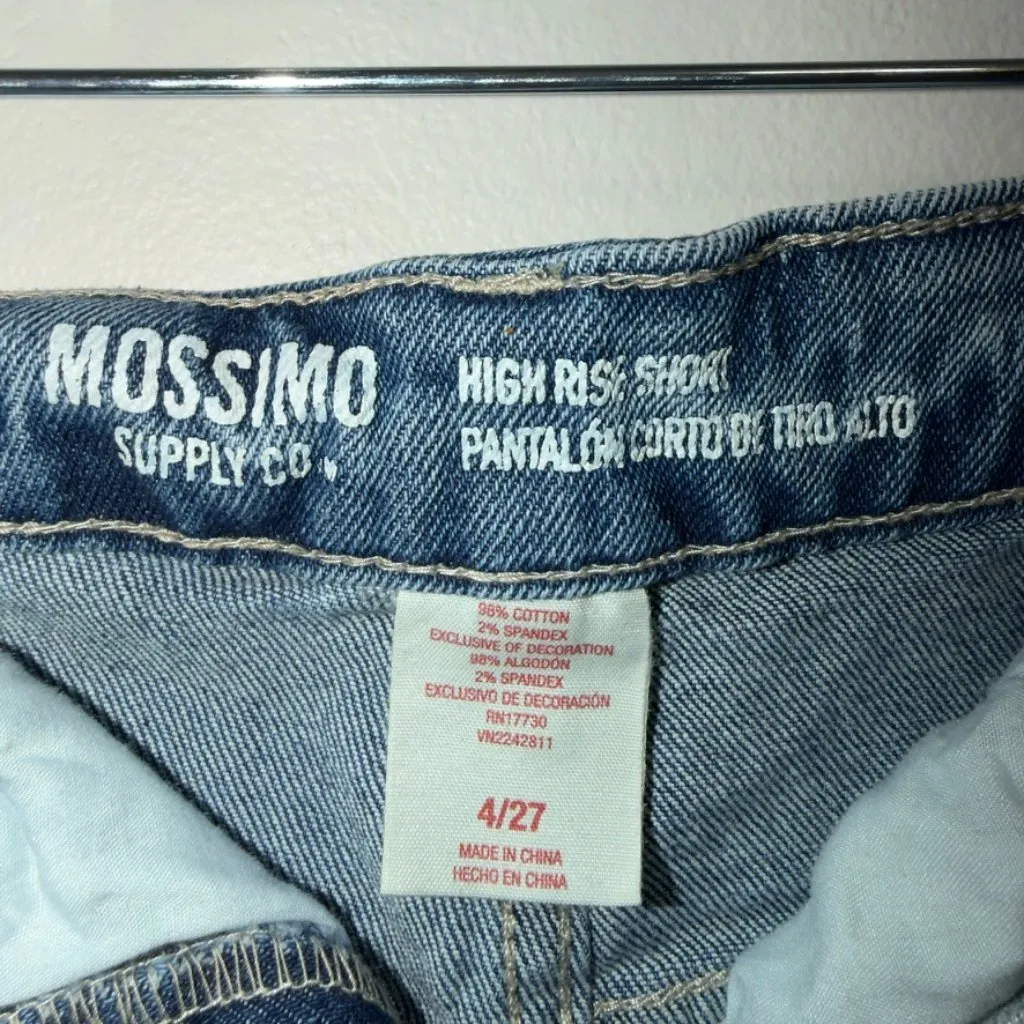 MOSSIMO
SUPPLY CO
HIGH RISE SHORT
PANTALÓN CORTO DE TIRO ALTO
98% COTTON
2% SPANDEX
EXCLUSIVE OF DECORATION
98% ALGODÓN
2% SPANDEX
EXCLUSIVO DE DECORACIÓN
RN17730
VN2242811
4/27
MADE IN CHINA
HECHO EN CHINA